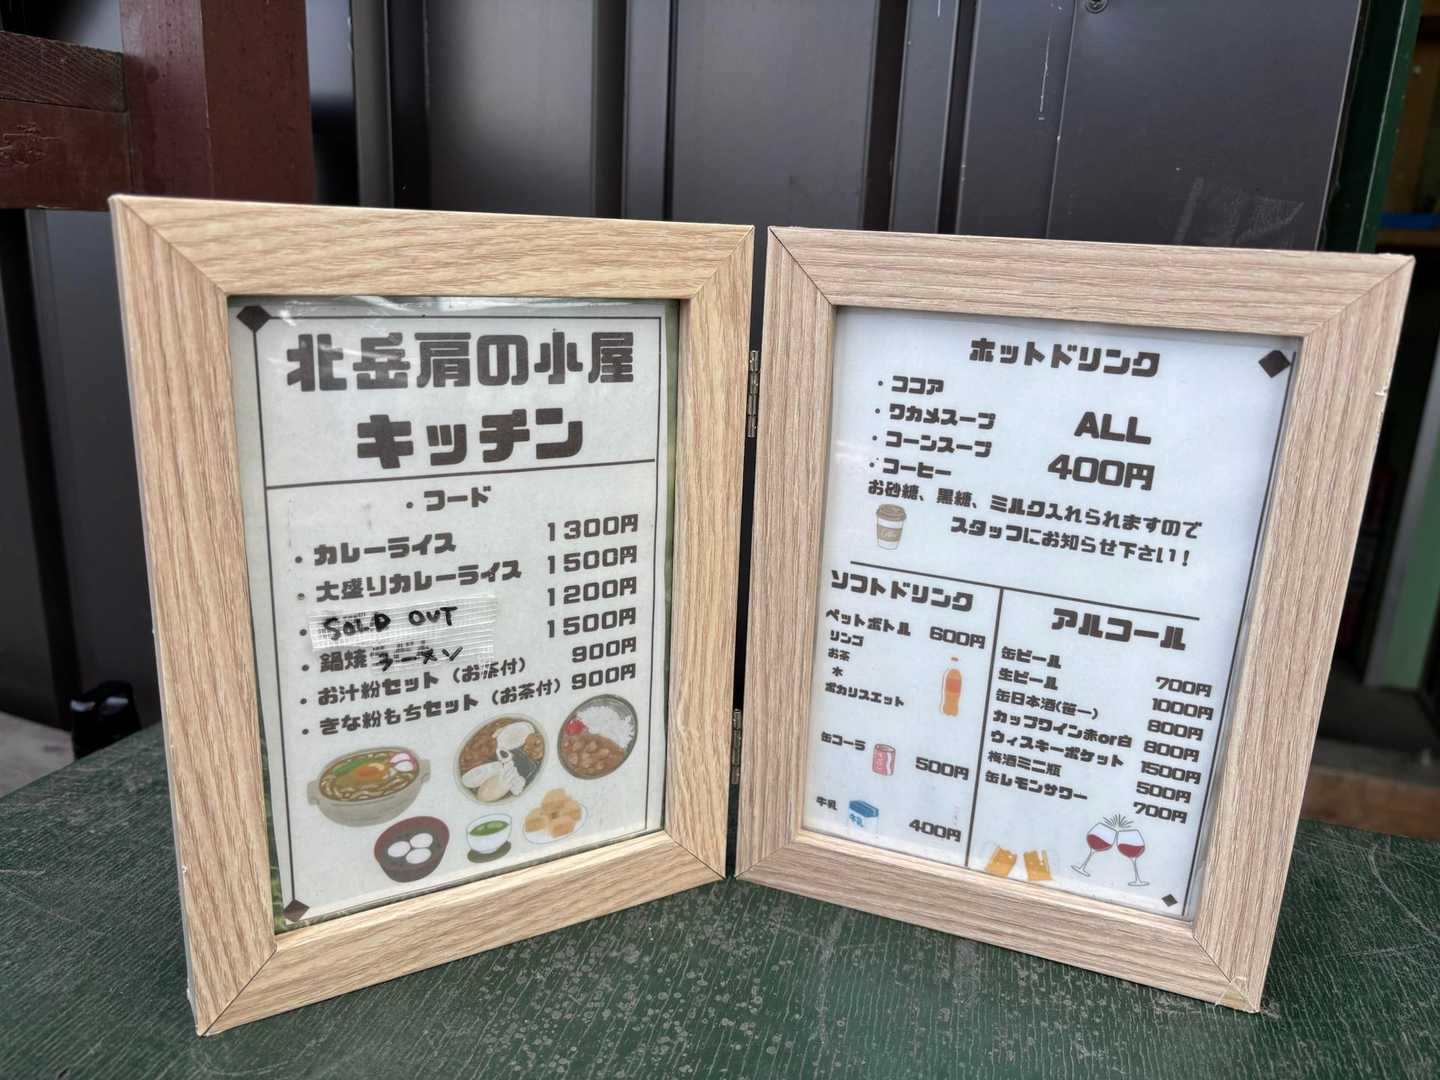 北岳肩の小屋
キッチン
・フード
・カレーライス 1300円
・大盛りカレーライス 1500円
・SOLD OUT 1200円
・鍋焼ラーメン 1500円
・お汁粉セット（お茶付） 900円
・きな粉もちセット（お茶付） 900円
ホットドリンク
・ココア
・ワカメスープ
・コーンスープ
・コーヒー
ALL
400円
お砂糖、黒糖、ミルク入れられますので
スタッフにお知らせ下さい！
ソフトドリンク
ペットボトル 600円
リンゴ
お茶
水
ポカリスエット
缶コーラ 500円
牛乳 400円
牛乳
アルコール
缶ビール 700円
生ビール 1000円
缶日本酒(笹一) 800円
カップワイン赤or白 800円
ウィスキーポケット 1500円
梅酒ミニ瓶 500円
缶レモンサワー 700円